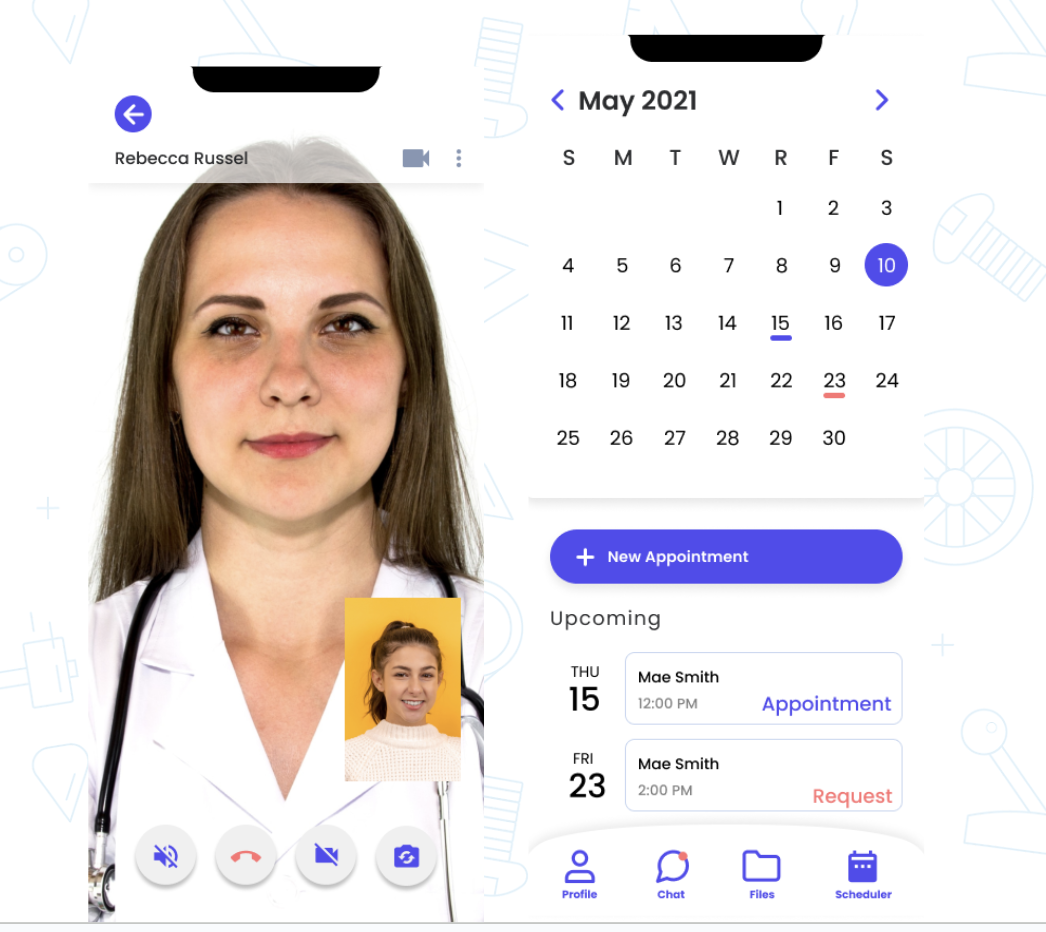 Rebecca Russel
May 2021
S M T W R F S
1 2 3
4 5 6 7 8 9 10
11 12 13 14 15 16 17
18 19 20 21 22 23 24
25 26 27 28 29 30
New Appointment
Upcoming
THU
15
Mae Smith
12:00 PM
Appointment
FRI
23
Mae Smith
2:00 PM
Request
Profile Chat Files Scheduler